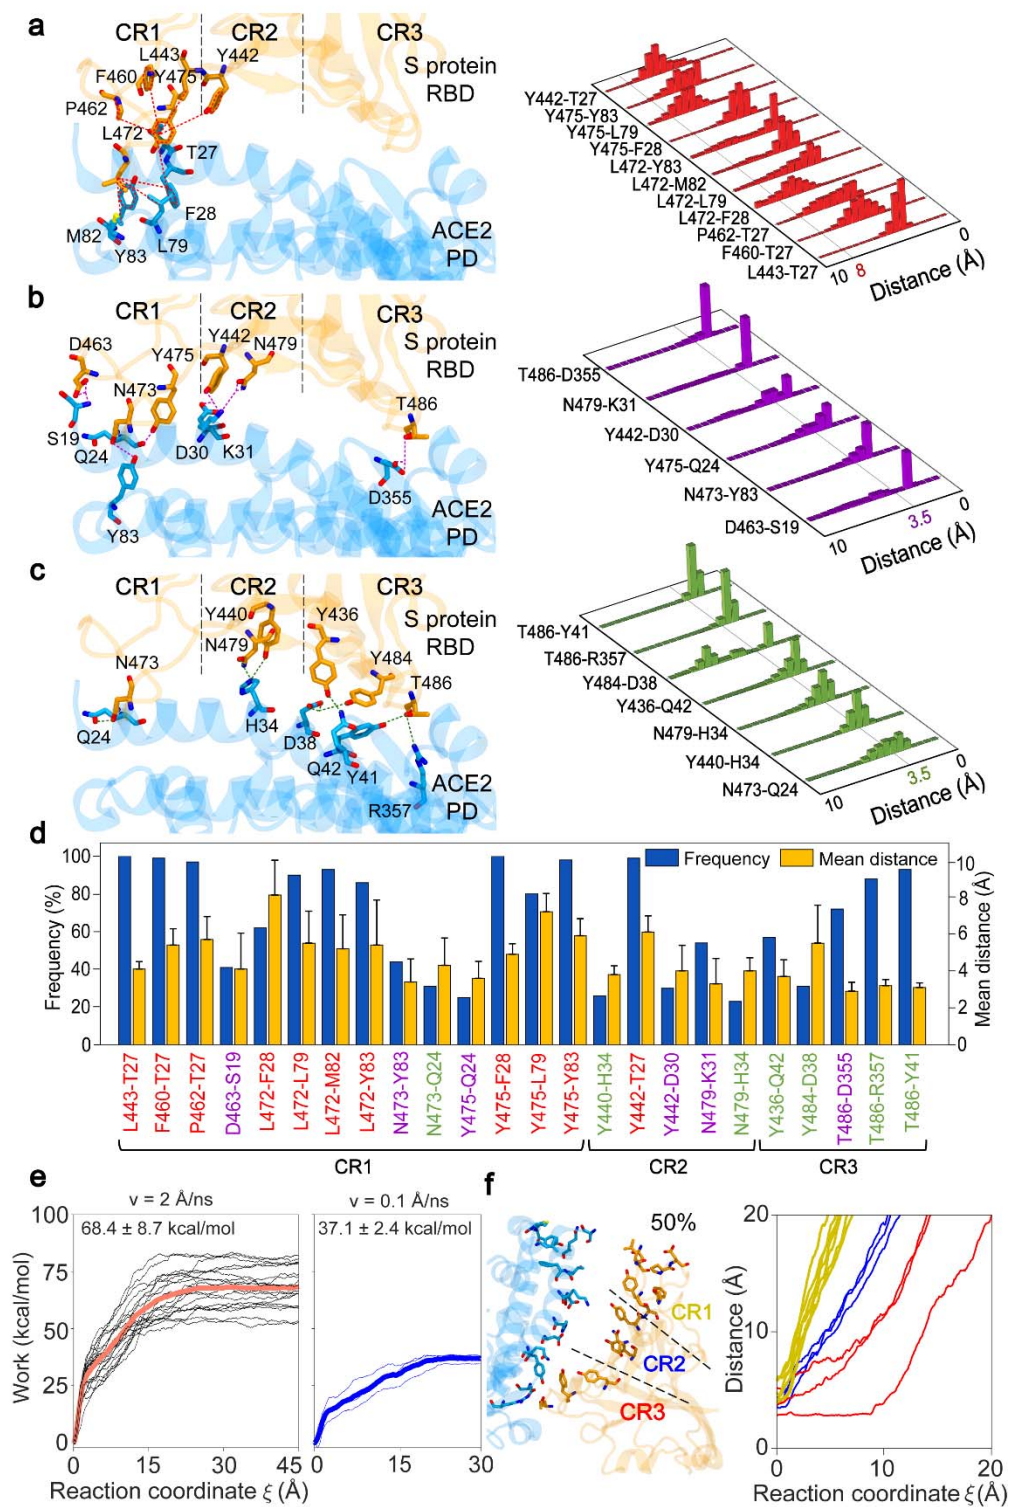 a
CR1
CR2
CR3
L443
Y442
F460
Y475
S protein
RBD
P462
L472
T27
F28
M82
L79
Y83
ACE2
PD
Y442-T27
Y475-Y83
Y475-L79
Y475-F28
L472-Y83
L472-M82
L472-L79
L472-F28
P462-T27
F460-T27
L443-T27
10
8
0
Distance (Å)
b
CR1
CR2
CR3
D463
Y475
Y442
N479
S protein
RBD
N473
T486
S19
Q24
D30
K31
D355
Y83
ACE2
PD
T486-D355
N479-K31
Y442-D30
Y475-Q24
N473-Y83
D463-S19
10
3.5
0
Distance (Å)
c
CR1
CR2
CR3
Y440
Y436
S protein
RBD
N479
N473
Y484
T486
Q24
H34
D38
Q42
Y41
R357
ACE2
PD
T486-Y41
T486-R357
Y484-D38
Y436-Q42
N479-H34
Y440-H34
N473-Q24
10
3.5
0
Distance (Å)
d
Frequency (%)
100
80
60
40
20
0
Frequency
Mean distance
10
8
6
4
2
0
Mean distance (Å)
L443-T27
F460-T27
P462-T27
D463-S19
L472-F28
L472-L79
L472-M82
L472-Y83
N473-Y83
N473-Q24
Y475-Q24
Y475-F28
Y475-L79
Y475-Y83
Y440-H34
Y442-T27
Y442-D30
N479-K31
N479-H34
Y436-Q42
Y484-D38
T486-D355
T486-R357
T486-Y41
CR1
CR2
CR3
e
v = 2 Å/ns
v = 0.1 Å/ns
68.4 ± 8.7 kcal/mol
37.1 ± 2.4 kcal/mol
Work (kcal/mol)
100
75
50
25
0
0 15 30 45
0 15 30
Reaction coordinate ξ (Å)
f
50%
CR1
CR2
CR3
Distance (Å)
20
10
0
0 10 20
Reaction coordinate ξ (Å)